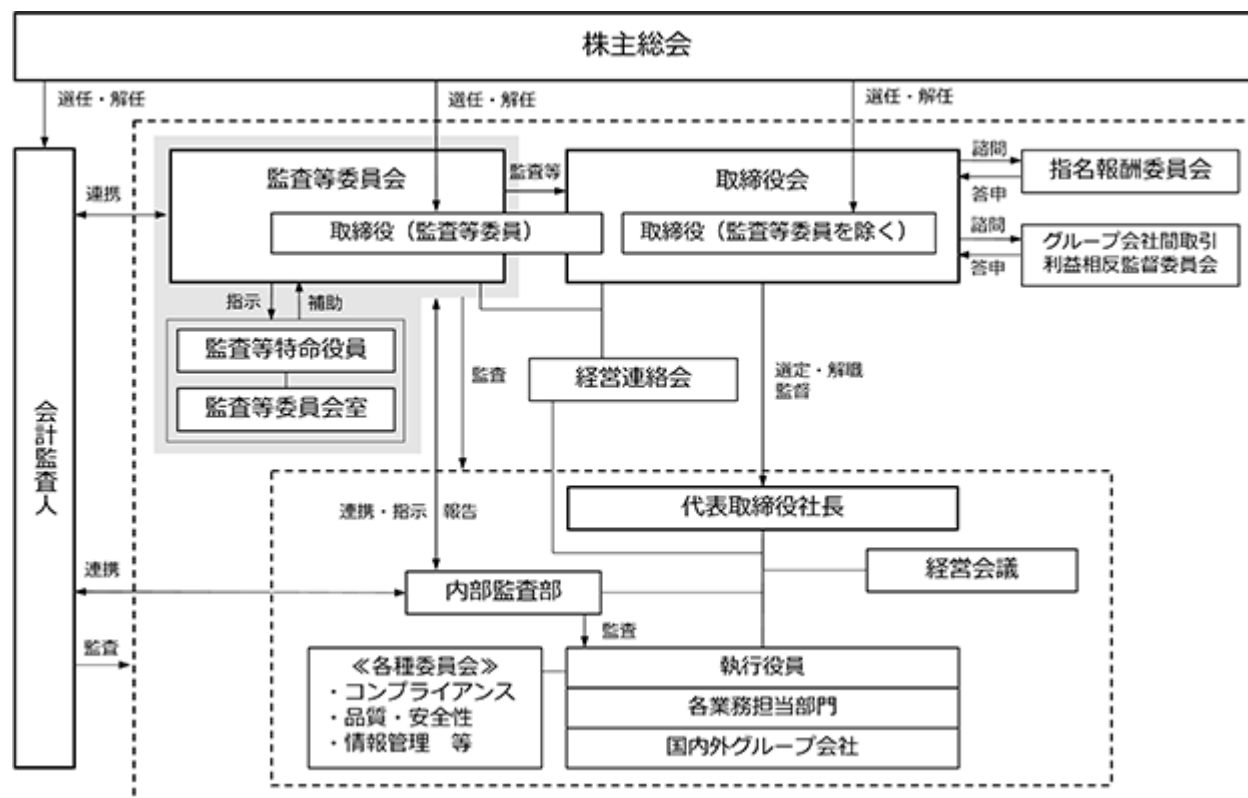 株主総会
選任・解任
選任・解任
選任・解任
監査等委員会
監査等
取締役会
諮問
指名報酬委員会
答申
連携
取締役（監査等委員）
取締役（監査等委員を除く）
諮問
グループ会社間取引
利益相反監督委員会
答申
指示
補助
監査等特命役員
監査等委員会室
監査
経営連絡会
選定・解職
監督
会計監査人
代表取締役社長
連携・指示
報告
経営会議
連携
内部監査部
監査
監査
≪各種委員会≫
・コンプライアンス
・品質・安全性
・情報管理　等
執行役員
各業務担当部門
国内外グループ会社